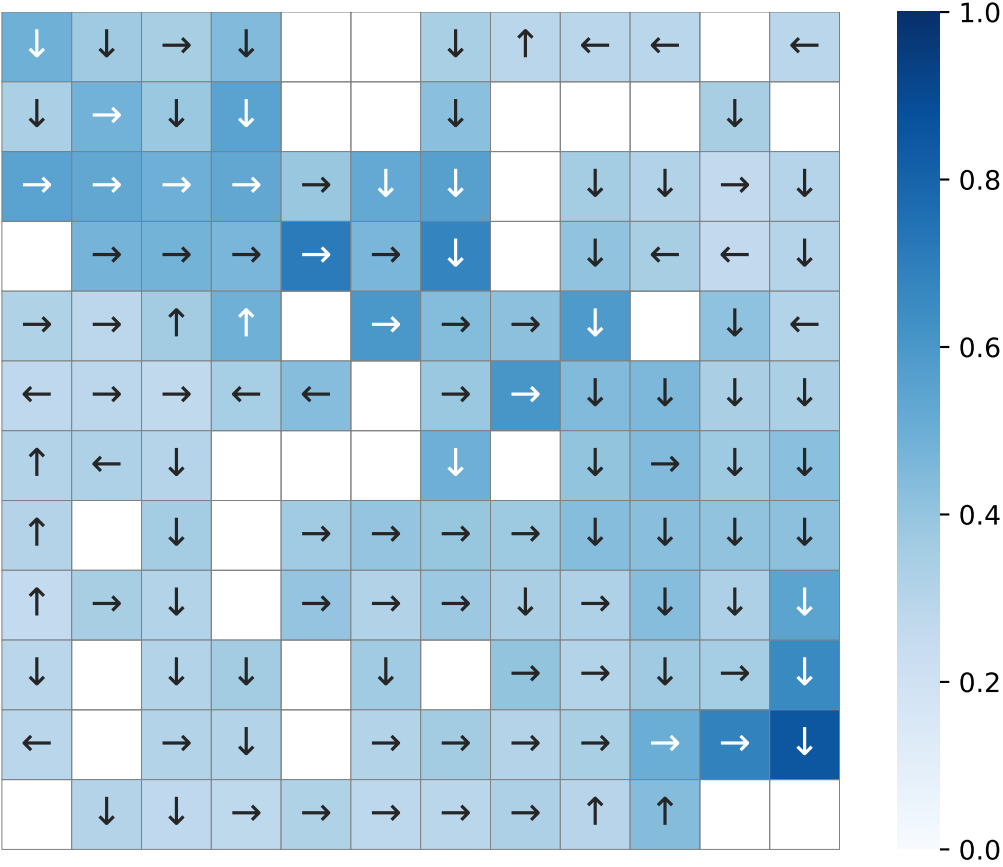 ↓ ↓ → ↓ ↓ ↑ ← ← ←
↓ → ↓ ↓ ↓ ↓
→ → → → → ↓ ↓ ↓ ↓ → ↓
→ → → → → ↓ ↓ ← ← ↓
→ → ↑ ↑ → → → ↓ ↓ ←
← → → ← ← → → ↓ ↓ ↓ ↓
↑ ← ↓ ↓ ↓ → ↓ ↓
↑ ↓ → → → → ↓ ↓ ↓ ↓
↑ → ↓ → → → ↓ → ↓ ↓ ↓
↓ ↓ ↓ ↓ → → ↓ → ↓
← → ↓ → → → → → → ↓
↓ ↓ → → → → → ↑ ↑
1.0
0.8
0.6
0.4
0.2
0.0